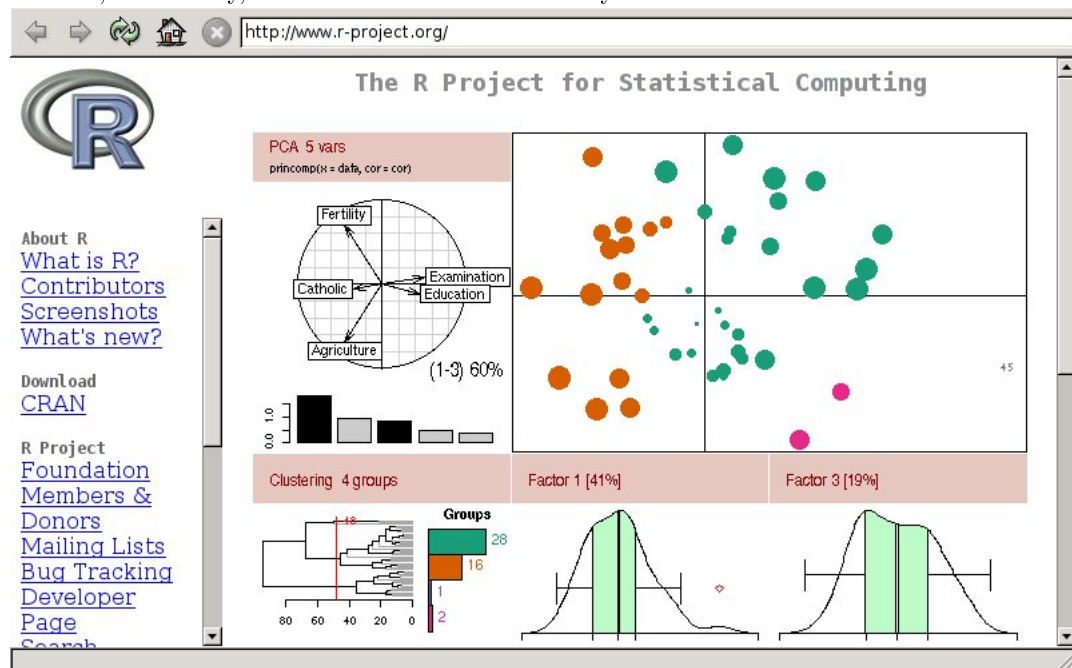 http://www.r-project.org/
The R Project for Statistical Computing
R
About R
What is R?
Contributors
Screenshots
What's new?
Download
CRAN
R Project
Foundation
Members &
Donors
Mailing Lists
Bug Tracking
Developer
Page
Search
PCA 5 vars
princomp(x = data, cor = cor)
Fertility
Catholic
Examination
Education
Agriculture
(1-3) 60%
1.0
0.0
45
Clustering 4 groups
Factor 1 [41%]
Factor 3 [19%]
Groups
28
16
1
2
80 60 40 20 0